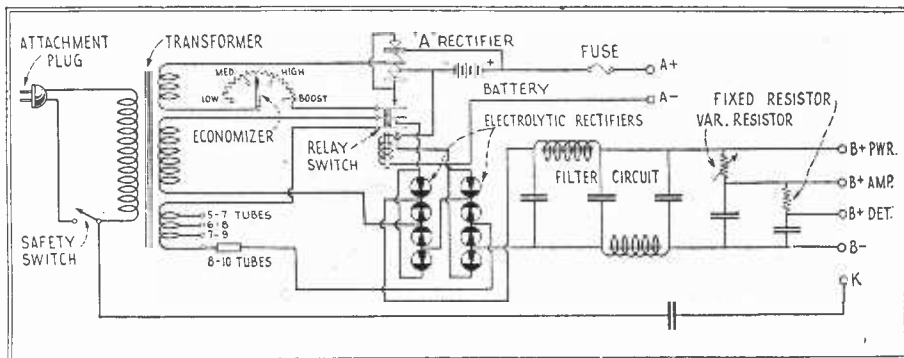 ATTACHMENT
PLUG
TRANSFORMER
MED
HIGH
LOW
BOOST
ECONOMIZER
"A" RECTIFIER
FUSE
A+
A-
BATTERY
RELAY
SWITCH
ELECTROLYTIC RECTIFIERS
FIXED RESISTOR
VAR. RESISTOR
FILTER CIRCUIT
B+ PWR.
B+ AMP.
B+ DET.
B-
K
5-7 TUBES
6-8
7-9
8-10 TUBES
SAFETY
SWITCH